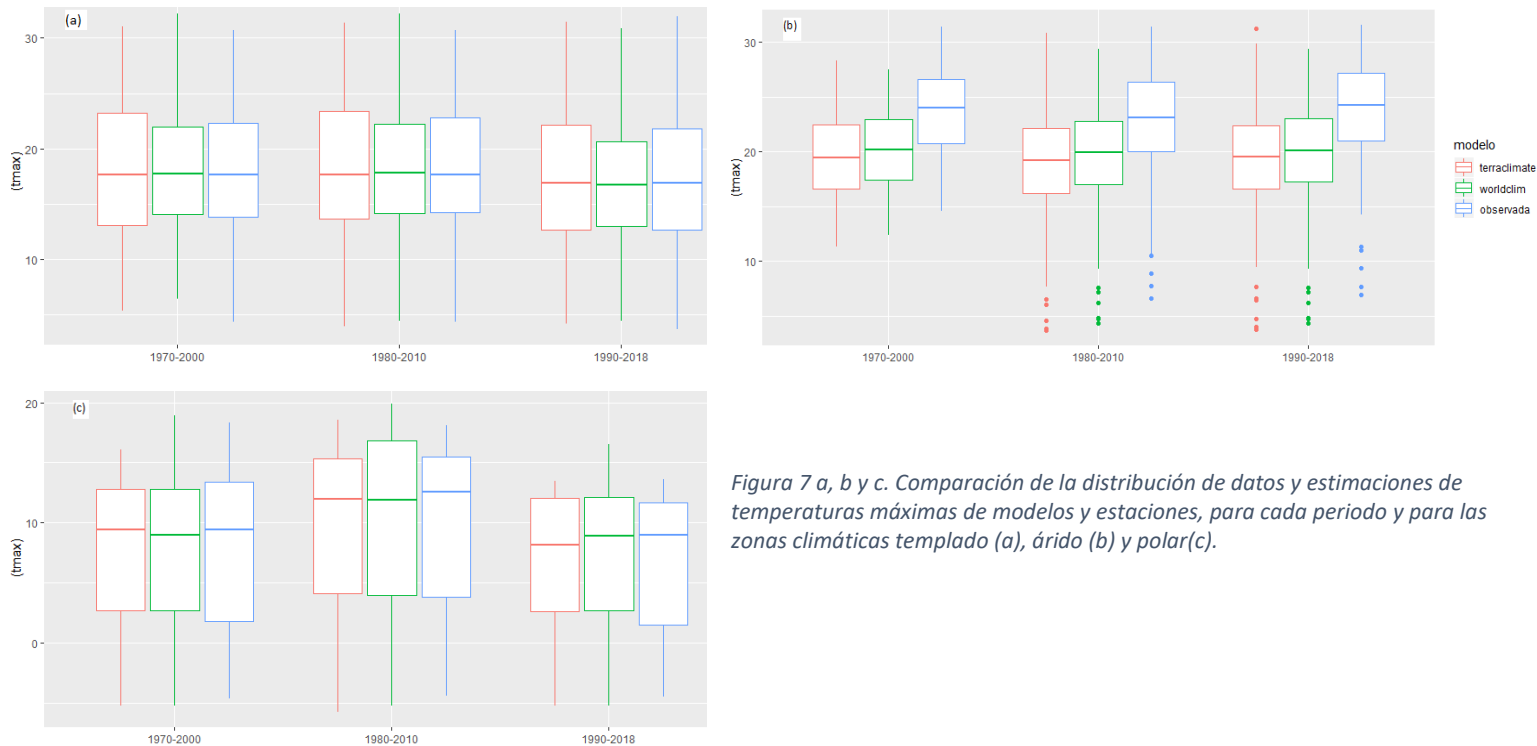 (a)
(tmax)
30
20
10
1970-2000
1980-2010
1990-2018
(b)
(tmax)
30
20
10
1970-2000
1980-2010
1990-2018
modelo
terraclimate
worldclim
observada
(c)
(tmax)
20
10
0
1970-2000
1980-2010
1990-2018
Figura 7 a, b y c. Comparación de la distribución de datos y estimaciones de
temperaturas máximas de modelos y estaciones, para cada periodo y para las
zonas climáticas templado (a), árido (b) y polar(c).